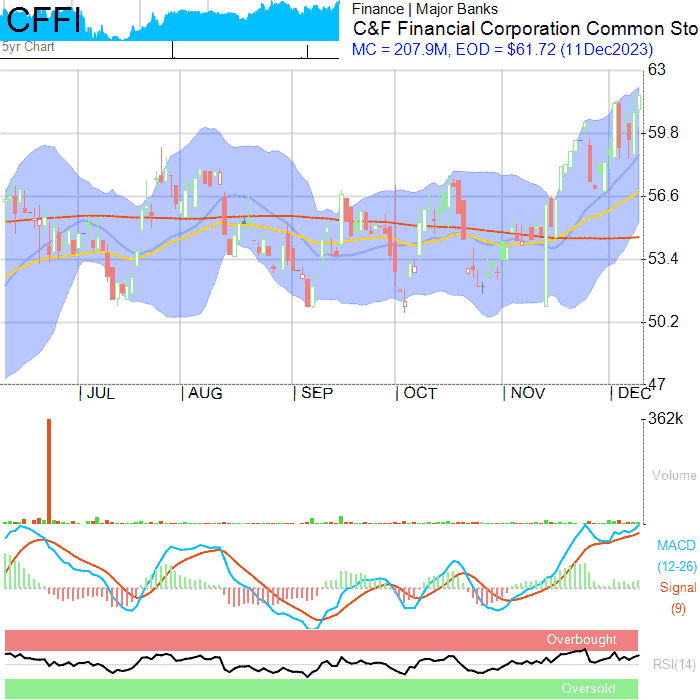 CFFI
5yr Chart
Finance | Major Banks
C&F Financial Corporation Common Sto
MC = 207.9M, EOD = $61.72 (11Dec2023)
63
59.8
56.6
53.4
50.2
47
JUL AUG SEP OCT NOV DEC
362k
Volume
MACD
(12-26)
Signal
(9)
Overbought
RSI(14)
Oversold